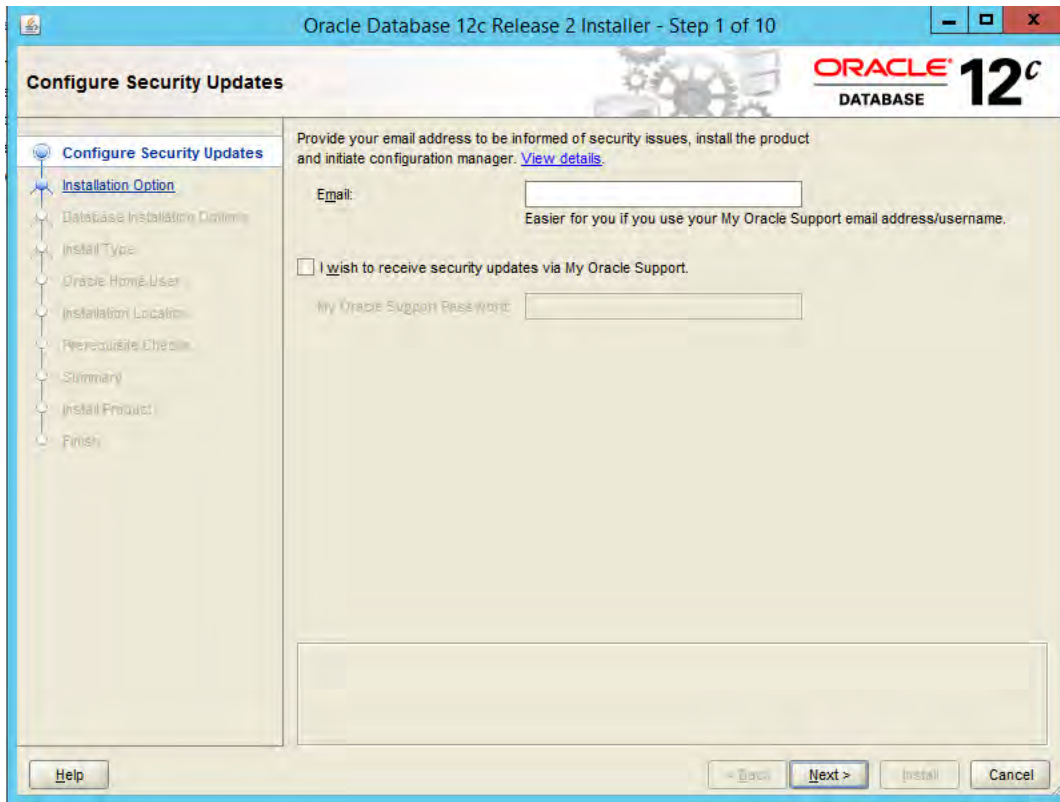 Oracle Database 12c Release 2 Installer - Step 1 of 10
Configure Security Updates
ORACLE
DATABASE
12c
Configure Security Updates
Installation Option
Database Installation Options
Install Type
Oracle Home User
Installation Location
Prerequisite Checks
Summary
Install Product
Finish
Provide your email address to be informed of security issues, install the product
and initiate configuration manager. View details.
Email:
Easier for you if you use your My Oracle Support email address/username.
I wish to receive security updates via My Oracle Support.
My Oracle Support Password:
Help
< Back
Next >
Install
Cancel